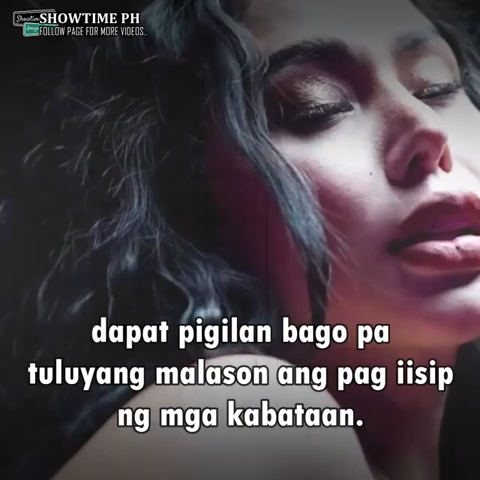 Showtime SHOWTIME PH
FOLLOW PAGE FOR MORE VIDEOS..
dapat pigilan bago pa
tuluyang malason ang pag iisip
ng mga kabataan.